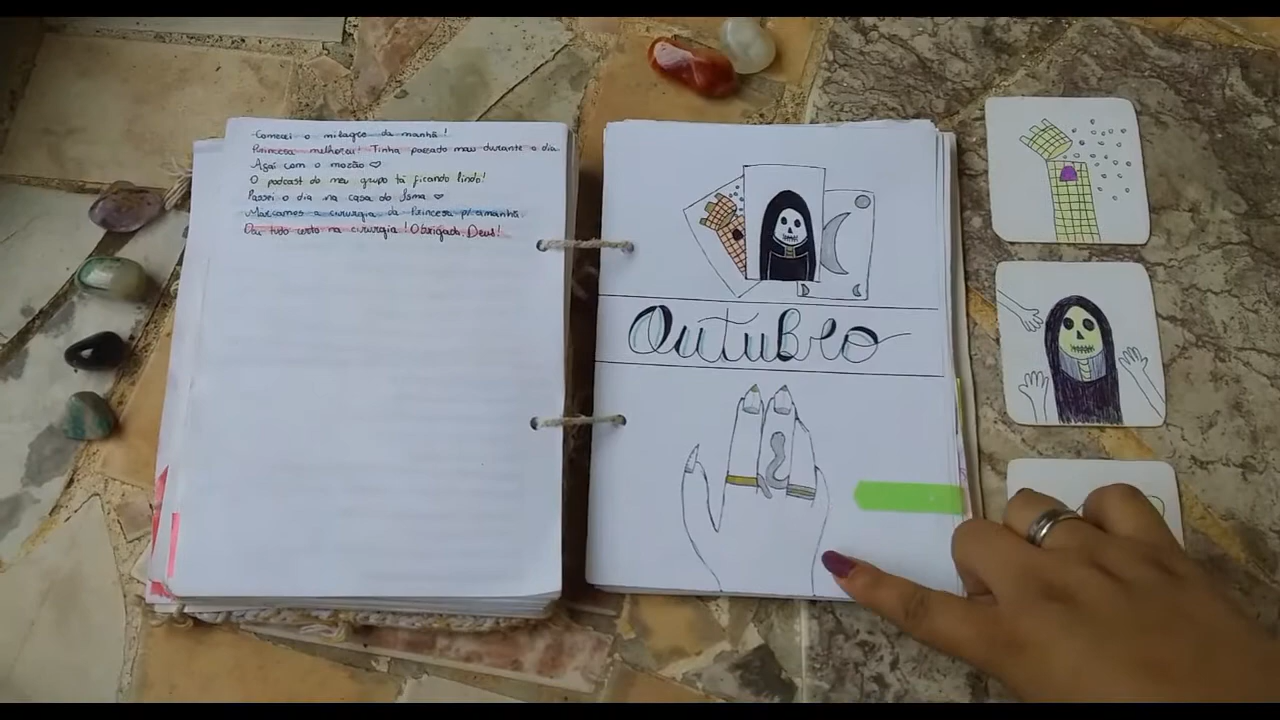 Comecei o milagre da manhã!
Princesa melhorou! Tinha passado mau durante o dia.
Açaí com o mozão ♡
O podcast do meu grupo tá ficando lindo!
Passei o dia na casa do Isma ♡
Marcamos a cirurgia da Princesa p/ amanhã.
Deu tudo certo na cirurgia! Obrigada, Deus!
Outubro